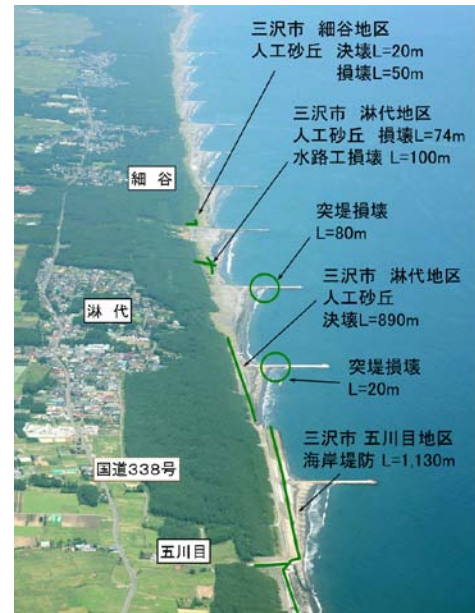 三沢市 細谷地区
人工砂丘 決壊L=20m
損壊L=50m
三沢市 淋代地区
人工砂丘 損壊L=74m
水路工損壊 L=100m
細谷
突堤損壊
L=80m
三沢市 淋代地区
人工砂丘
決壊L=890m
淋代
突堤損壊
L=20m
三沢市 五川目地区
海岸堤防 L=1,130m
国道338号
五川目